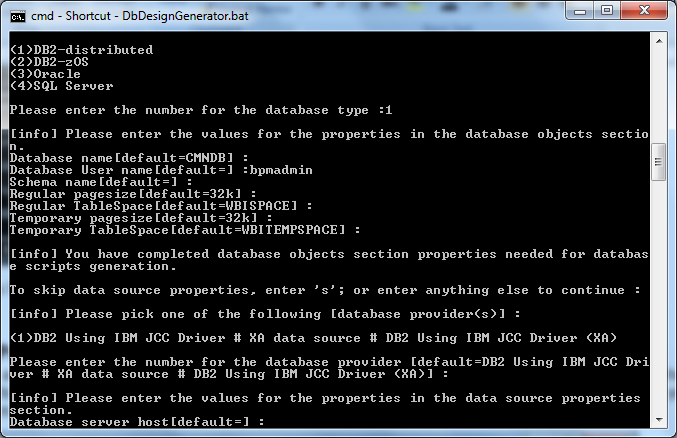 cmd - Shortcut - DbDesignGenerator.bat
(1)DB2-distributed
(2)DB2-zOS
(3)Oracle
(4)SQL Server
Please enter the number for the database type :1
[info] Please enter the values for the properties in the database objects sectio
n.
Database name[default=CMNDB] :
Database User name[default=] :bpmadmin
Schema name[default=] :
Regular pagesize[default=32k] :
Regular TableSpace[default=WBISPACE] :
Temporary pagesize[default=32k] :
Temporary TableSpace[default=WBITEMPSPACE] :
[info] You have completed database objects section properties needed for databas
e scripts generation.
To skip data source properties, enter 's'; or enter anything else to continue :
[info] Please pick one of the following [database provider(s)] :
(1)DB2 Using IBM JCC Driver # XA data source # DB2 Using IBM JCC Driver (XA)
Please enter the number for the database provider [default=DB2 Using IBM JCC Dri
ver # XA data source # DB2 Using IBM JCC Driver (XA)] :
[info] Please enter the values for the properties in the data source properties
section.
Database server host[default=] :